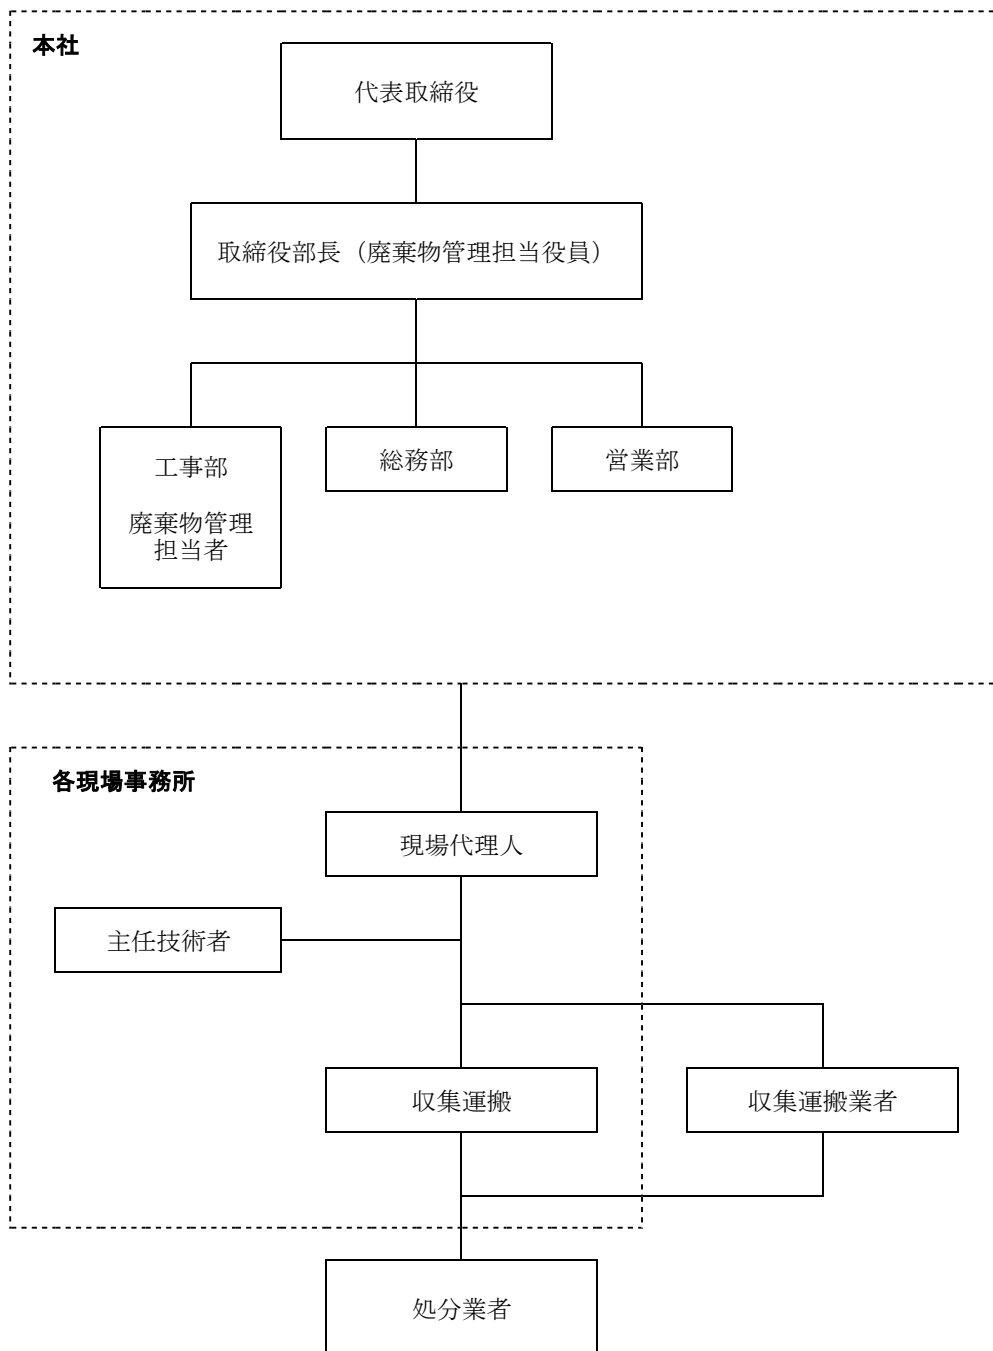 本社
代表取締役
取締役部長（廃棄物管理担当役員）
工事部
廃棄物管理
担当者
総務部
営業部
各現場事務所
現場代理人
主任技術者
収集運搬
収集運搬業者
処分業者